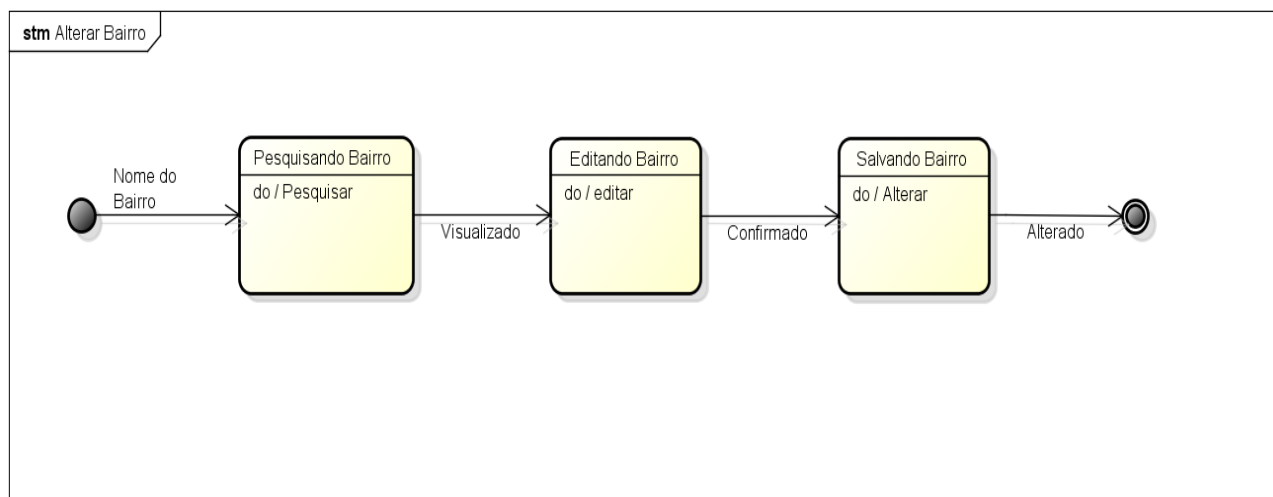 stm Alterar Bairro
Nome do
Bairro
Pesquisando Bairro
do / Pesquisar
Visualizado
Editando Bairro
do / editar
Confirmado
Salvando Bairro
do / Alterar
Alterado